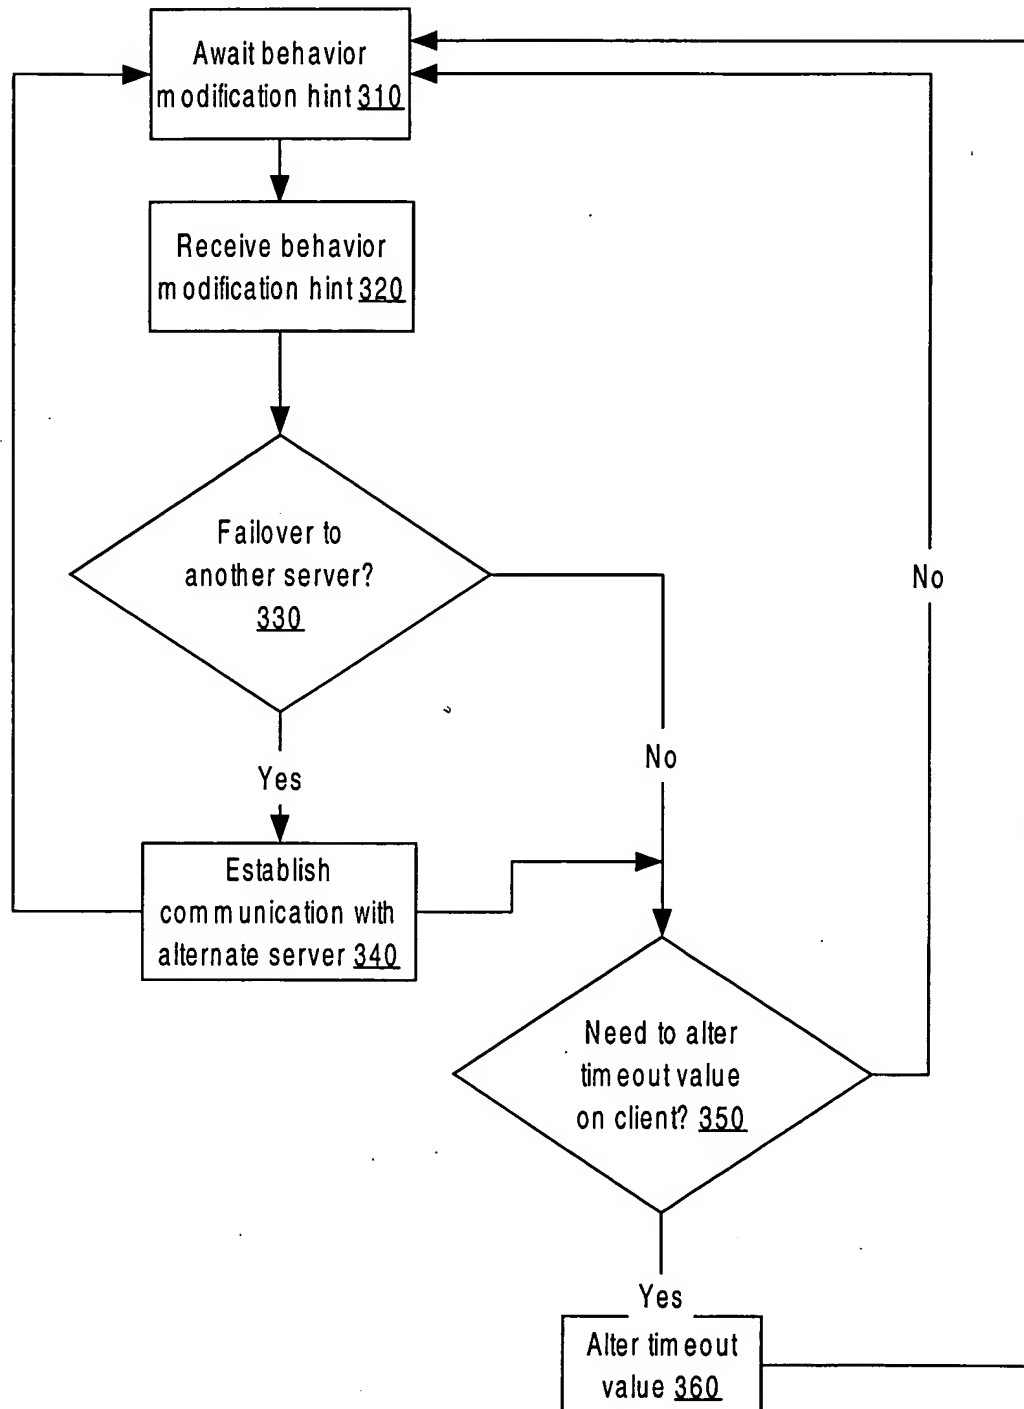 Await behavior
modification hint 310
Receive behavior
modification hint 320
Failover to
another server?
330
No
No
Yes
Establish
communication with
alternate server 340
Need to alter
timeout value
on client? 350
Yes
Alter timeout
value 360